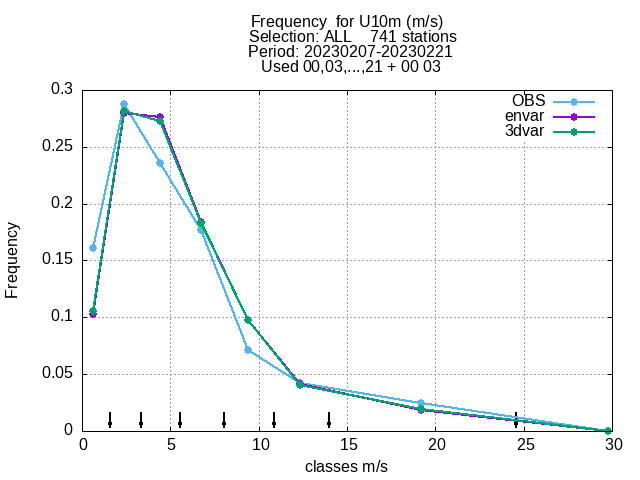 Frequency  for U10m (m/s)
Selection: ALL    741 stations
Period: 20230207-20230221
Used 00,03,...,21 + 00 03
OBS
envar
3dvar
0.3
0.25
0.2
0.15
0.1
0.05
0
Frequency
0 5 10 15 20 25 30
classes m/s